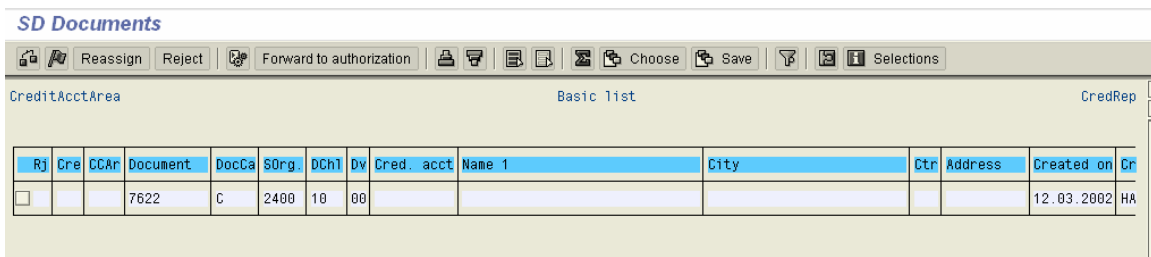 SD Documents
Reassign Reject Forward to authorization Choose Save Selections
CreditAcctArea Basic list CredRep
Rj Cre CCAr Document DocCa SOrg. DChl Dv Cred. acct Name 1 City Ctr Address Created on Cr
7622 C 2400 10 00 12.03.2002 HA